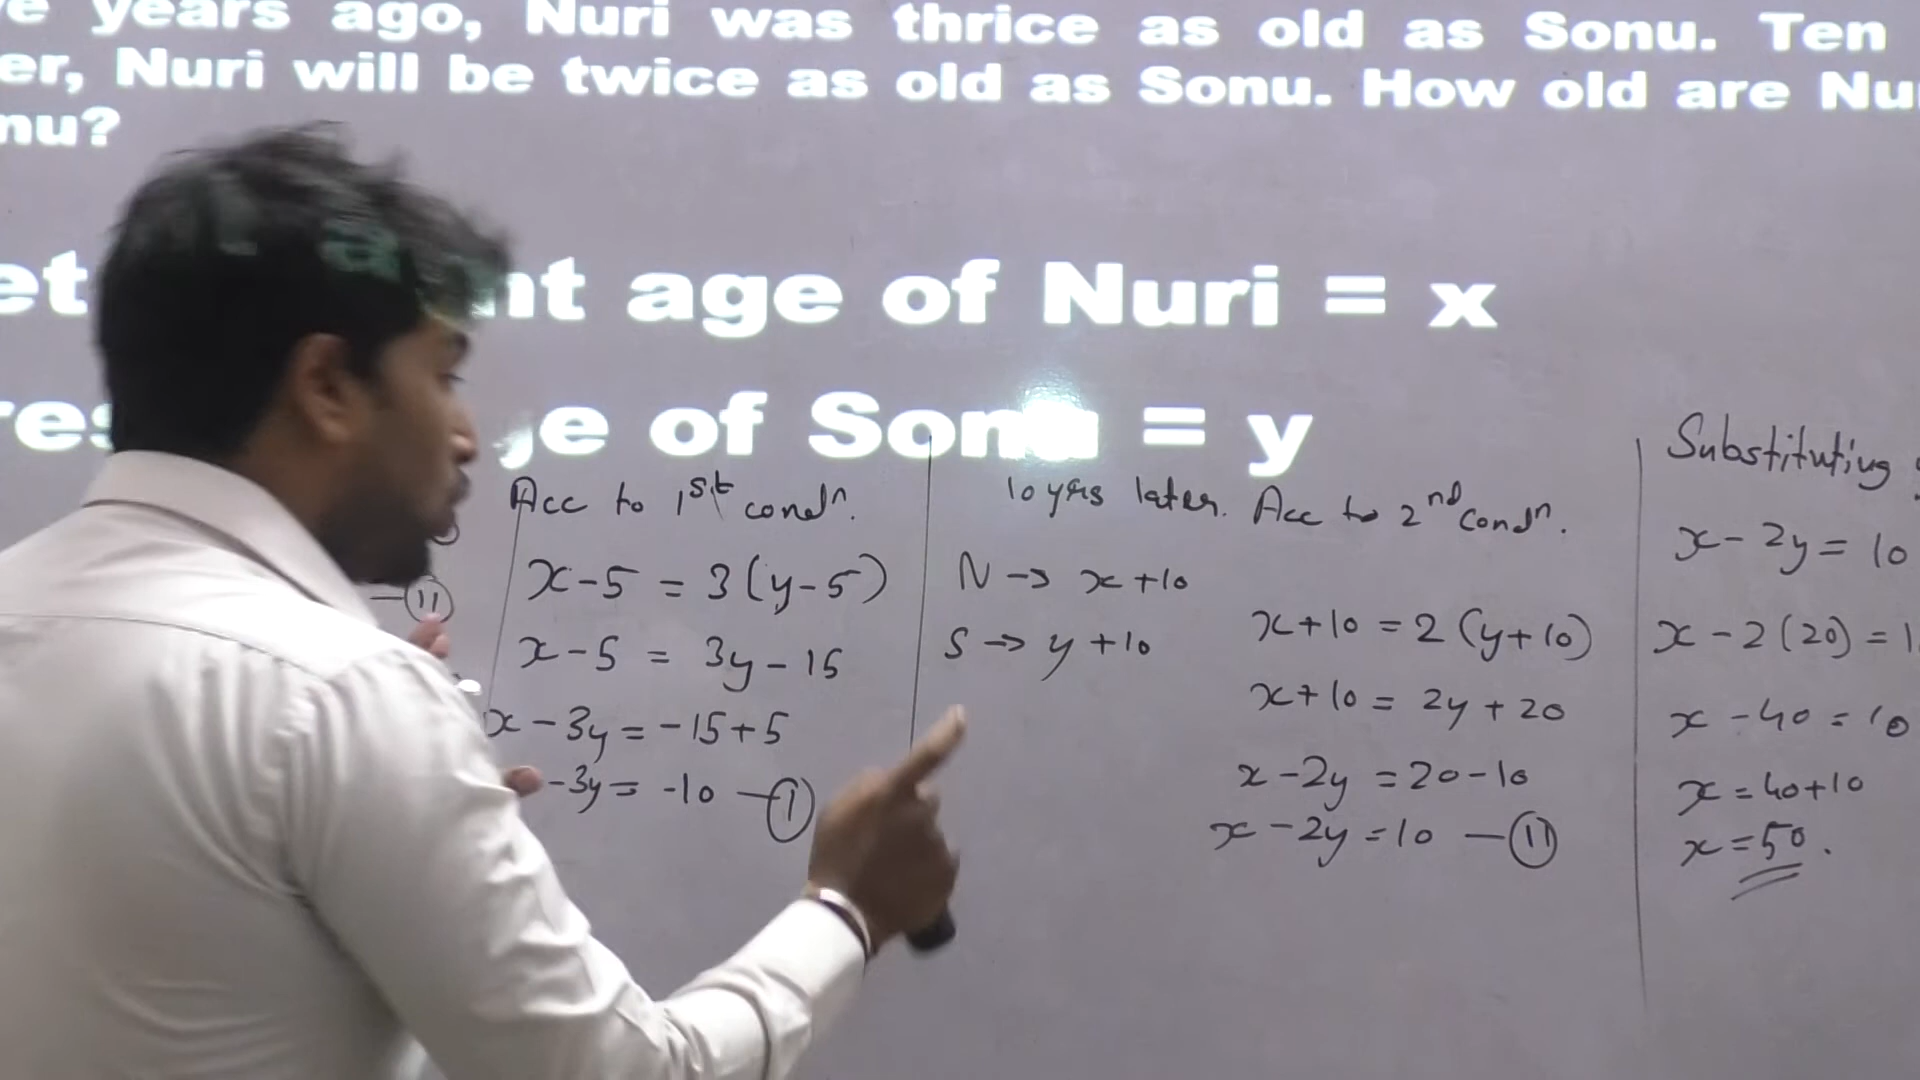 years ago, Nuri was thrice as old as Sonu. Ten
er, Nuri will be twice as old as Sonu. How old are Nu
nu?
age of Nuri = x
of Sonu = y
Acc to 1st condn.
x-5 = 3(y-5)
x-5 = 3y-15
x-3y = -15+5
-3y = -10 -(1)
-(11)
10 yrs later.
N → x+10
S → y+10
Acc to 2nd condn.
x+10 = 2(y+10)
x+10 = 2y+20
x-2y = 20-10
x-2y = 10 -(11)
Substituting
x-2y = 10
x-2(20) = 1
x-40 = 10
x = 40+10
x = 50.